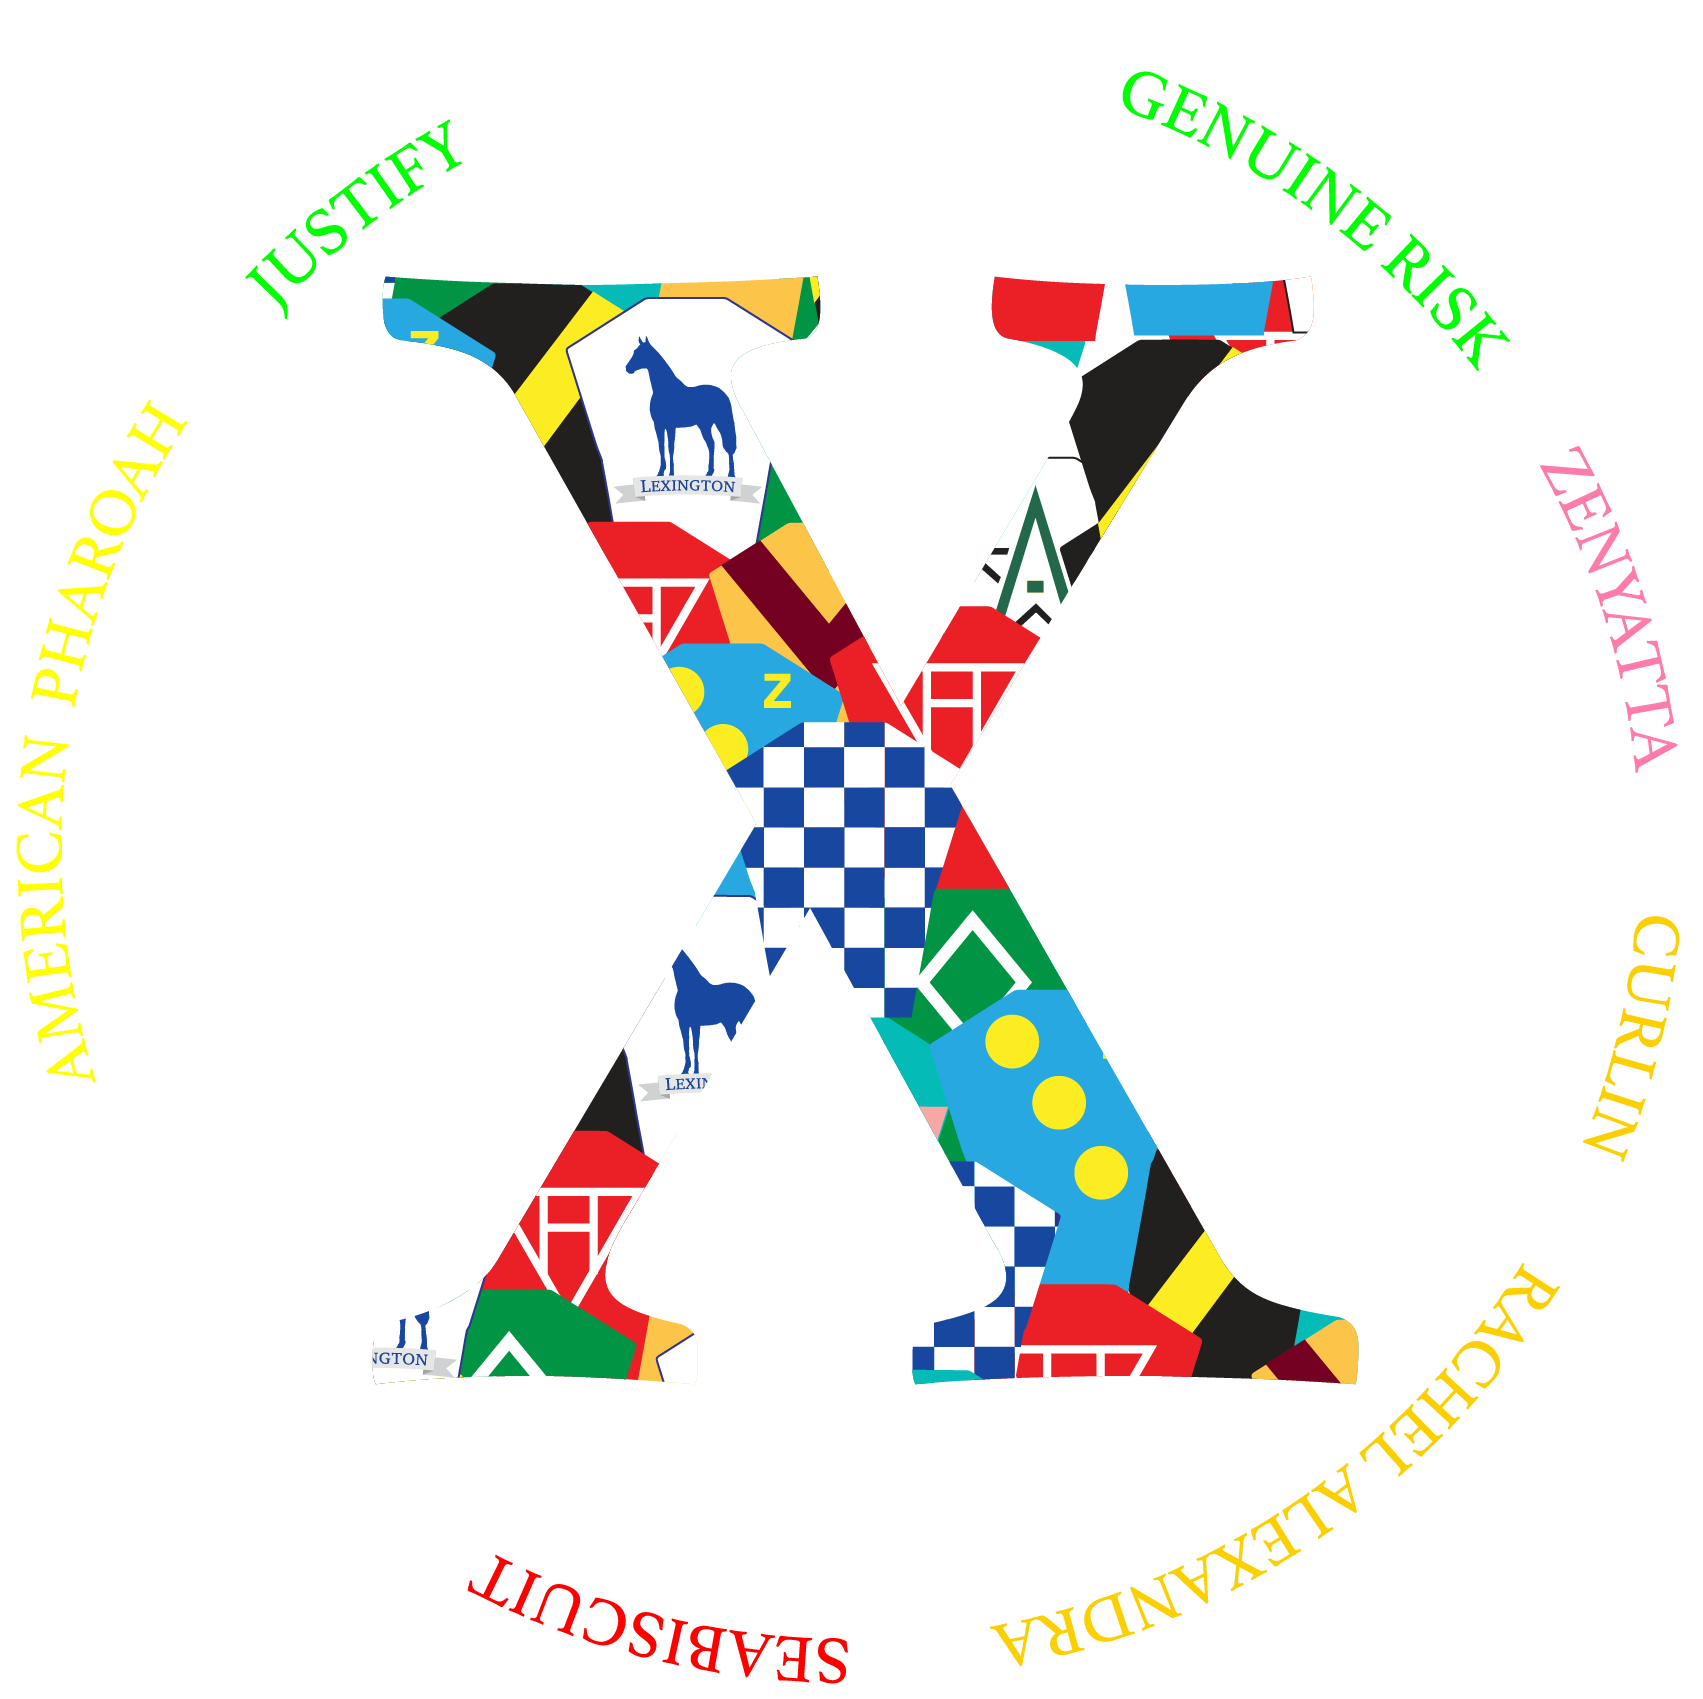 JUSTIFY
GENUINE RISK
ZENYATTA
CURLIN
RACHEL ALEXANDRA
SEABISCUIT
AMERICAN PHAROAH
Z
LEXINGTON
A
H
Z
H
LEXIN
H
NGTON